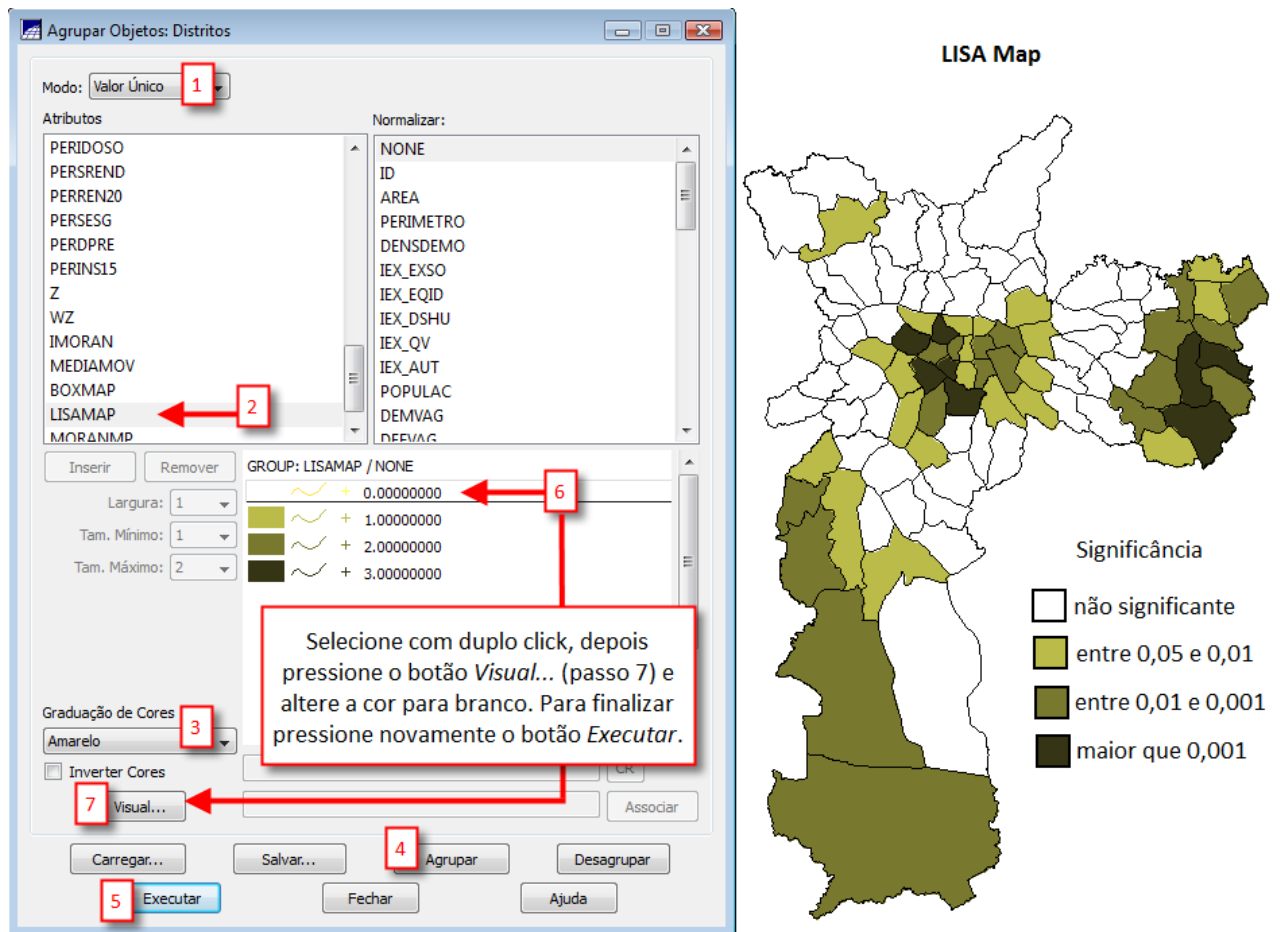 Agrupar Objetos: Distritos
Modo: Valor Único 1
Atributos
PERIDOSO
PERSREND
PERREN20
PERSESG
PERDPRE
PERINS15
Z
WZ
IMORAN
MEDIAMOV
BOXMAP
LISAMAP
MORANMP
2
Normalizar:
NONE
ID
AREA
PERIMETRO
DENSDEMO
IEX_EXSO
IEX_EQID
IEX_DSHU
IEX_QV
IEX_AUT
POPULAC
DEMVAG
DEFVAG
Inserir Remover
Largura: 1
Tam. Mínimo: 1
Tam. Máximo: 2
GROUP: LISAMAP / NONE
0.00000000
1.00000000
2.00000000
3.00000000
6
Selecione com duplo click, depois
pressione o botão Visual... (passo 7) e
altere a cor para branco. Para finalizar
pressione novamente o botão Executar.
Graduação de Cores
3
Amarelo
Inverter Cores
CR
7 Visual...
Associar
Carregar... Salvar... 4 Agrupar Desagrupar
5 Executar Fechar Ajuda
LISA Map
Significância
não significante
entre 0,05 e 0,01
entre 0,01 e 0,001
maior que 0,001